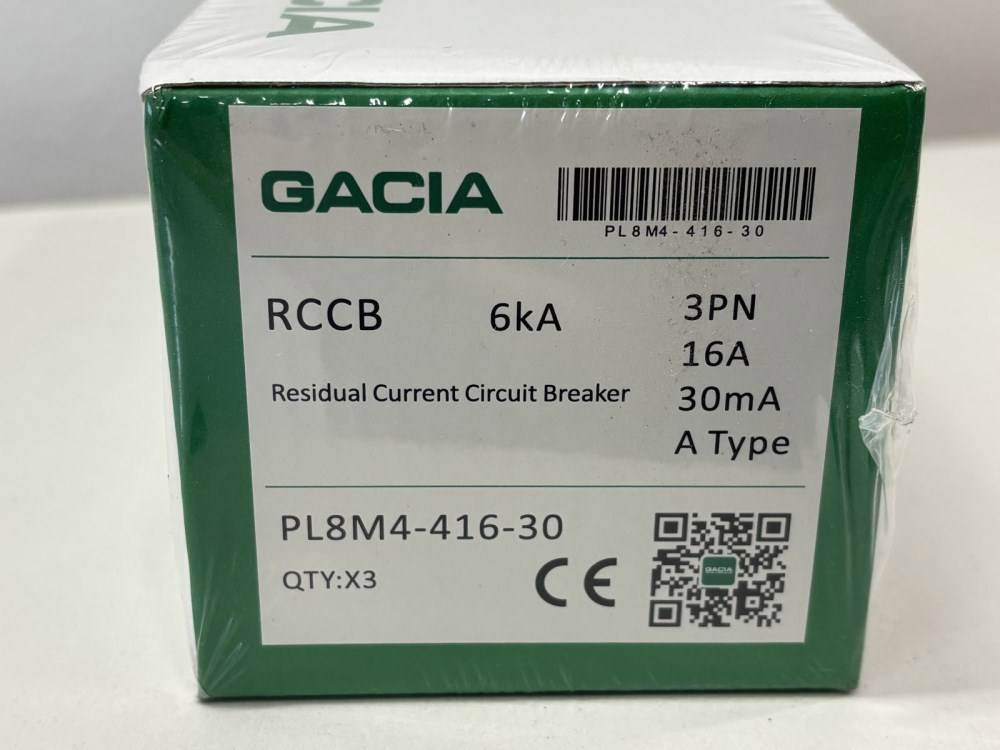 CIA
GACIA
PL8M4-416-30
RCCB 6kA 3PN
16A
Residual Current Circuit Breaker 30mA
A Type
PL8M4-416-30
QTY:X3
CE
GACIA